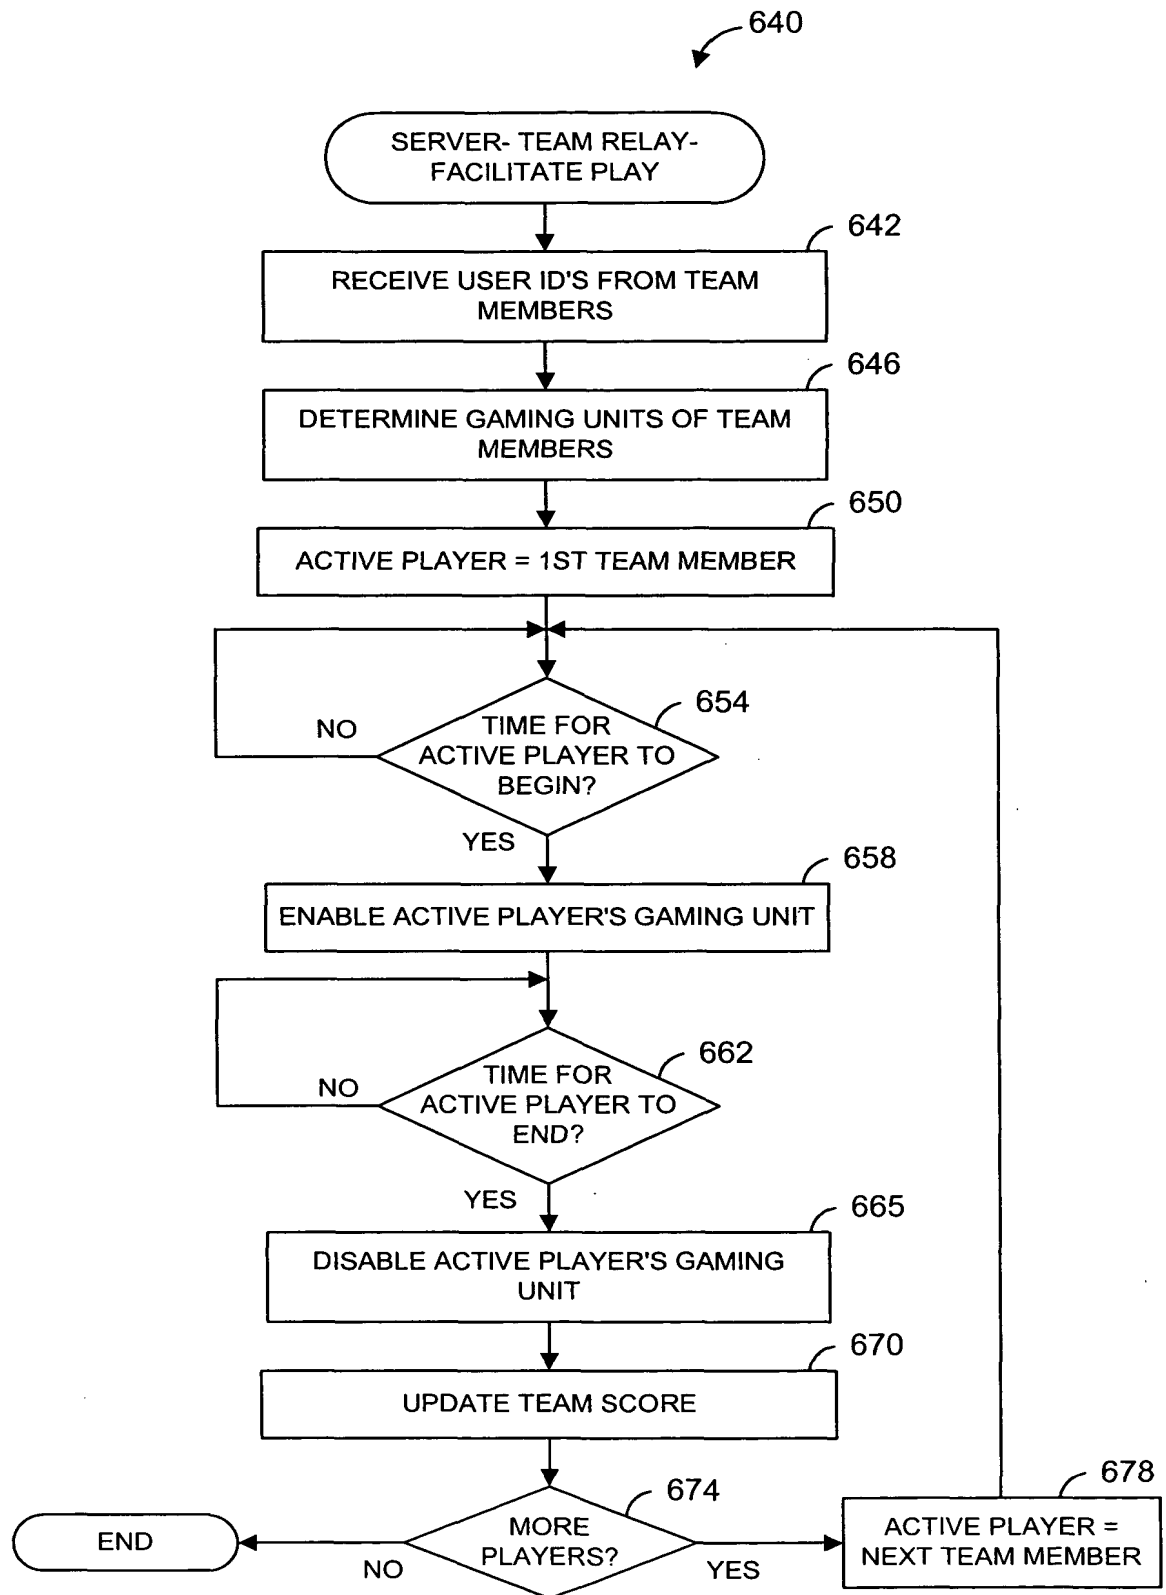 640
SERVER- TEAM RELAY-
FACILITATE PLAY
642
RECEIVE USER ID'S FROM TEAM
MEMBERS
646
DETERMINE GAMING UNITS OF TEAM
MEMBERS
650
ACTIVE PLAYER = 1ST TEAM MEMBER
654
NO
TIME FOR
ACTIVE PLAYER TO
BEGIN?
YES
658
ENABLE ACTIVE PLAYER'S GAMING UNIT
662
NO
TIME FOR
ACTIVE PLAYER TO
END?
YES
665
DISABLE ACTIVE PLAYER'S GAMING
UNIT
670
UPDATE TEAM SCORE
674
MORE
PLAYERS?
NO
END
YES
678
ACTIVE PLAYER =
NEXT TEAM MEMBER